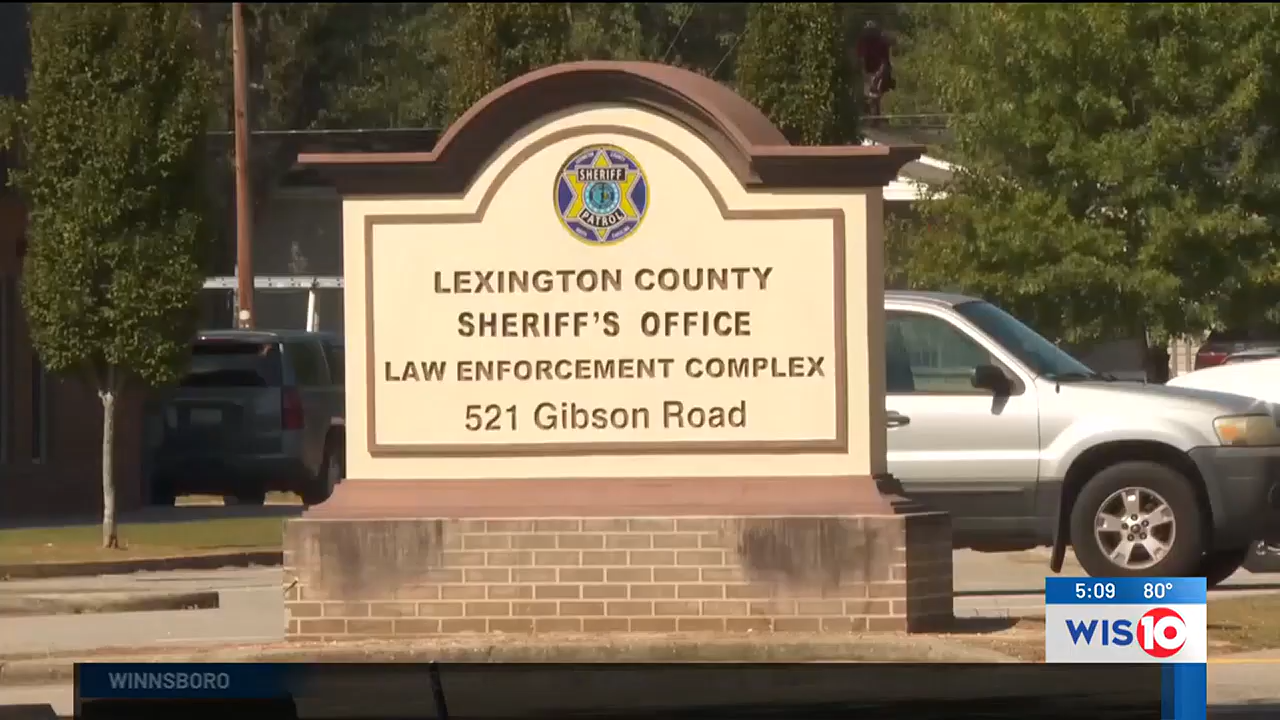 SHERIFF
PATROL
LEXINGTON COUNTY
SHERIFF'S OFFICE
LAW ENFORCEMENT COMPLEX
521 Gibson Road
5:09 80°
WIS10
WINNSBORO